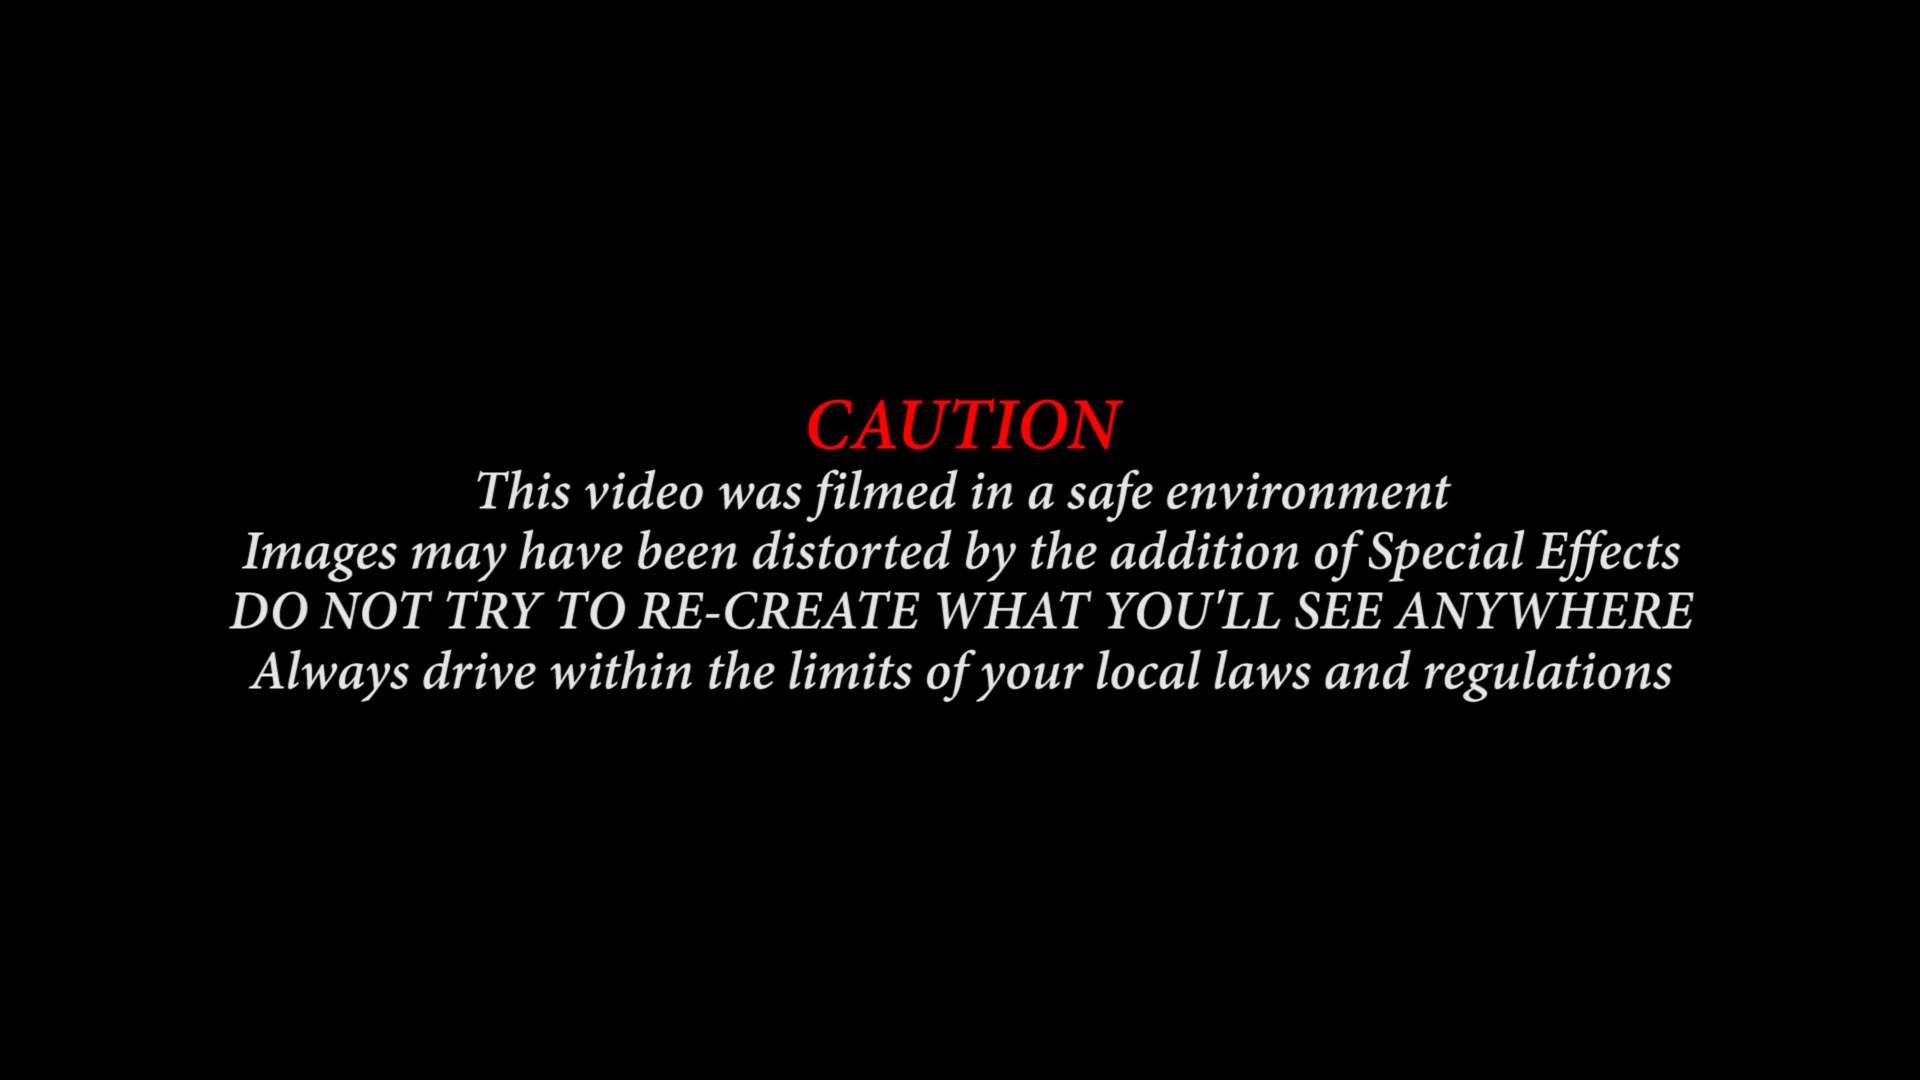 CAUTION
This video was filmed in a safe environment
Images may have been distorted by the addition of Special Effects
DO NOT TRY TO RE-CREATE WHAT YOU'LL SEE ANYWHERE
Always drive within the limits of your local laws and regulations